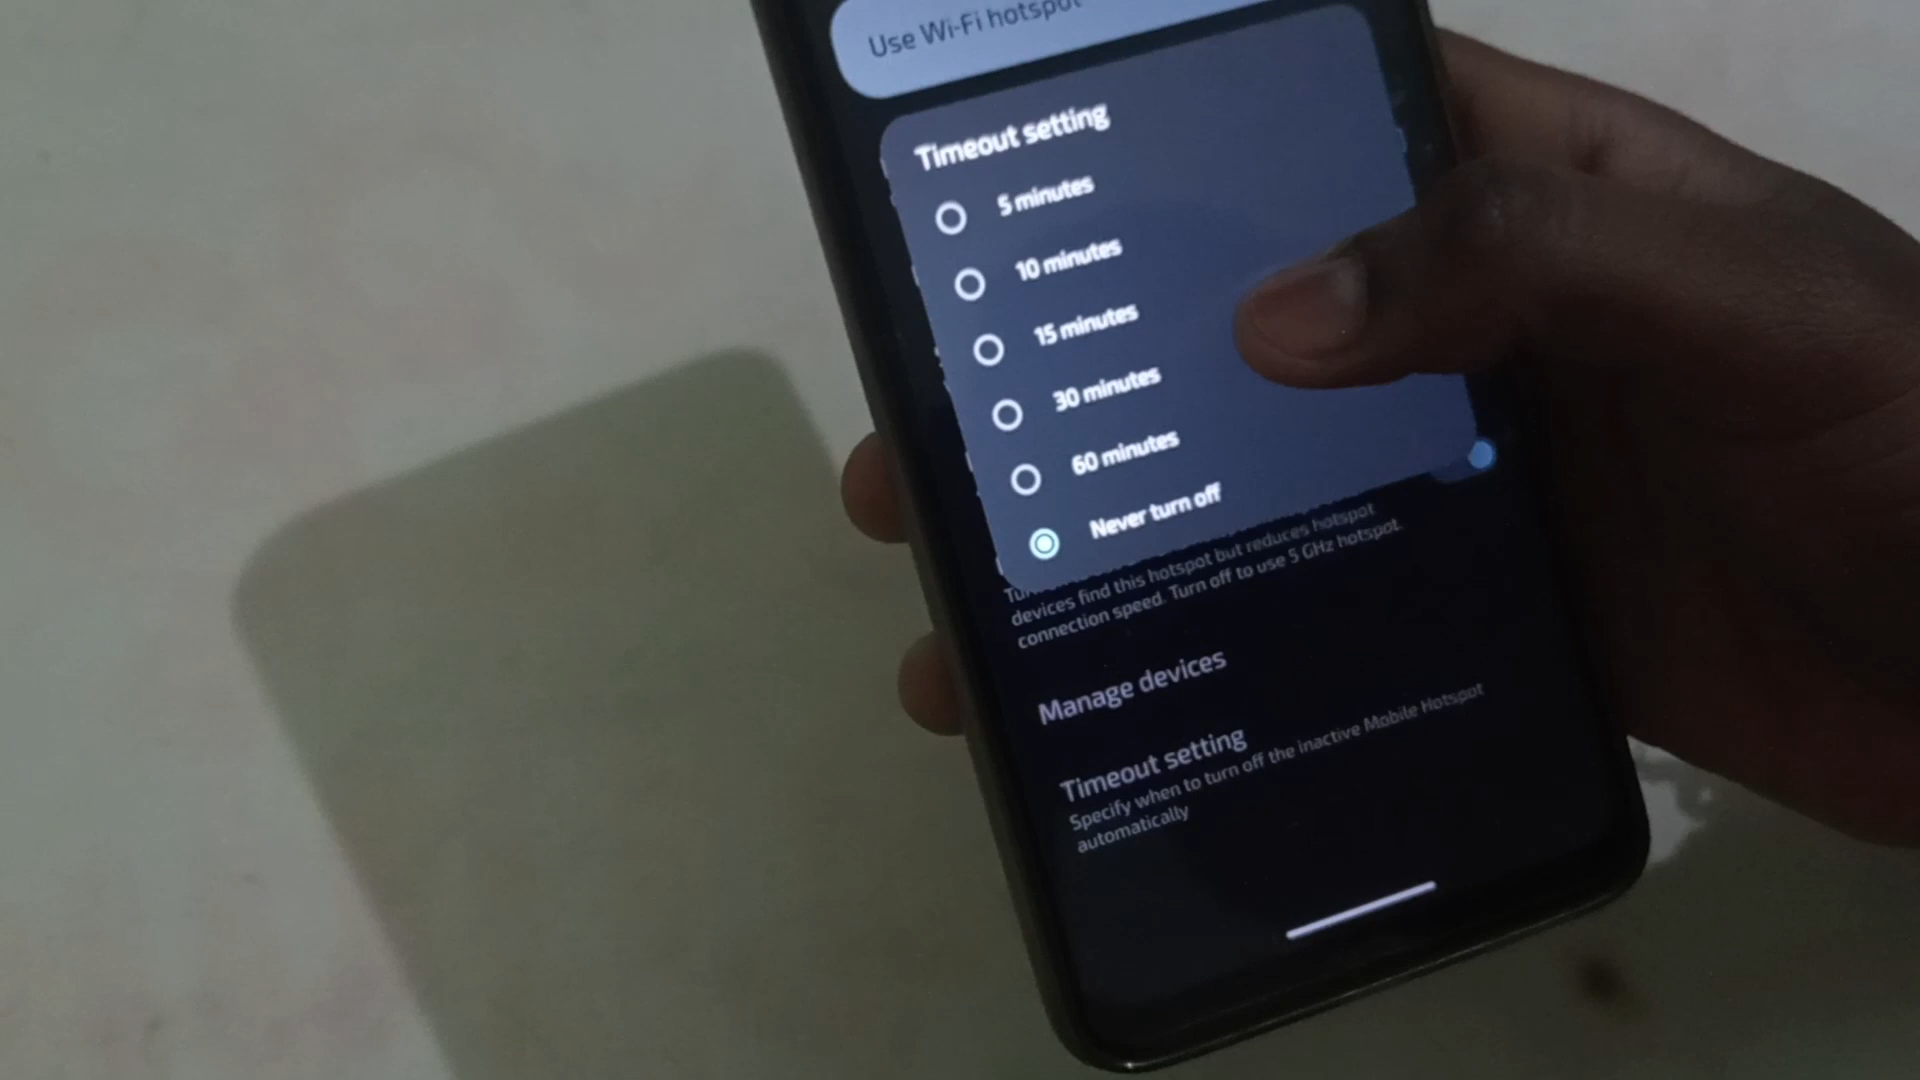 Use Wi-Fi hotspot
Timeout setting
5 minutes
10 minutes
15 minutes
30 minutes
60 minutes
Never turn off
devices find this hotspot but reduces hotspot
connection speed. Turn off to use 5 GHz hotspot.
Manage devices
Timeout setting
Specify when to turn off the inactive Mobile Hotspot
automatically